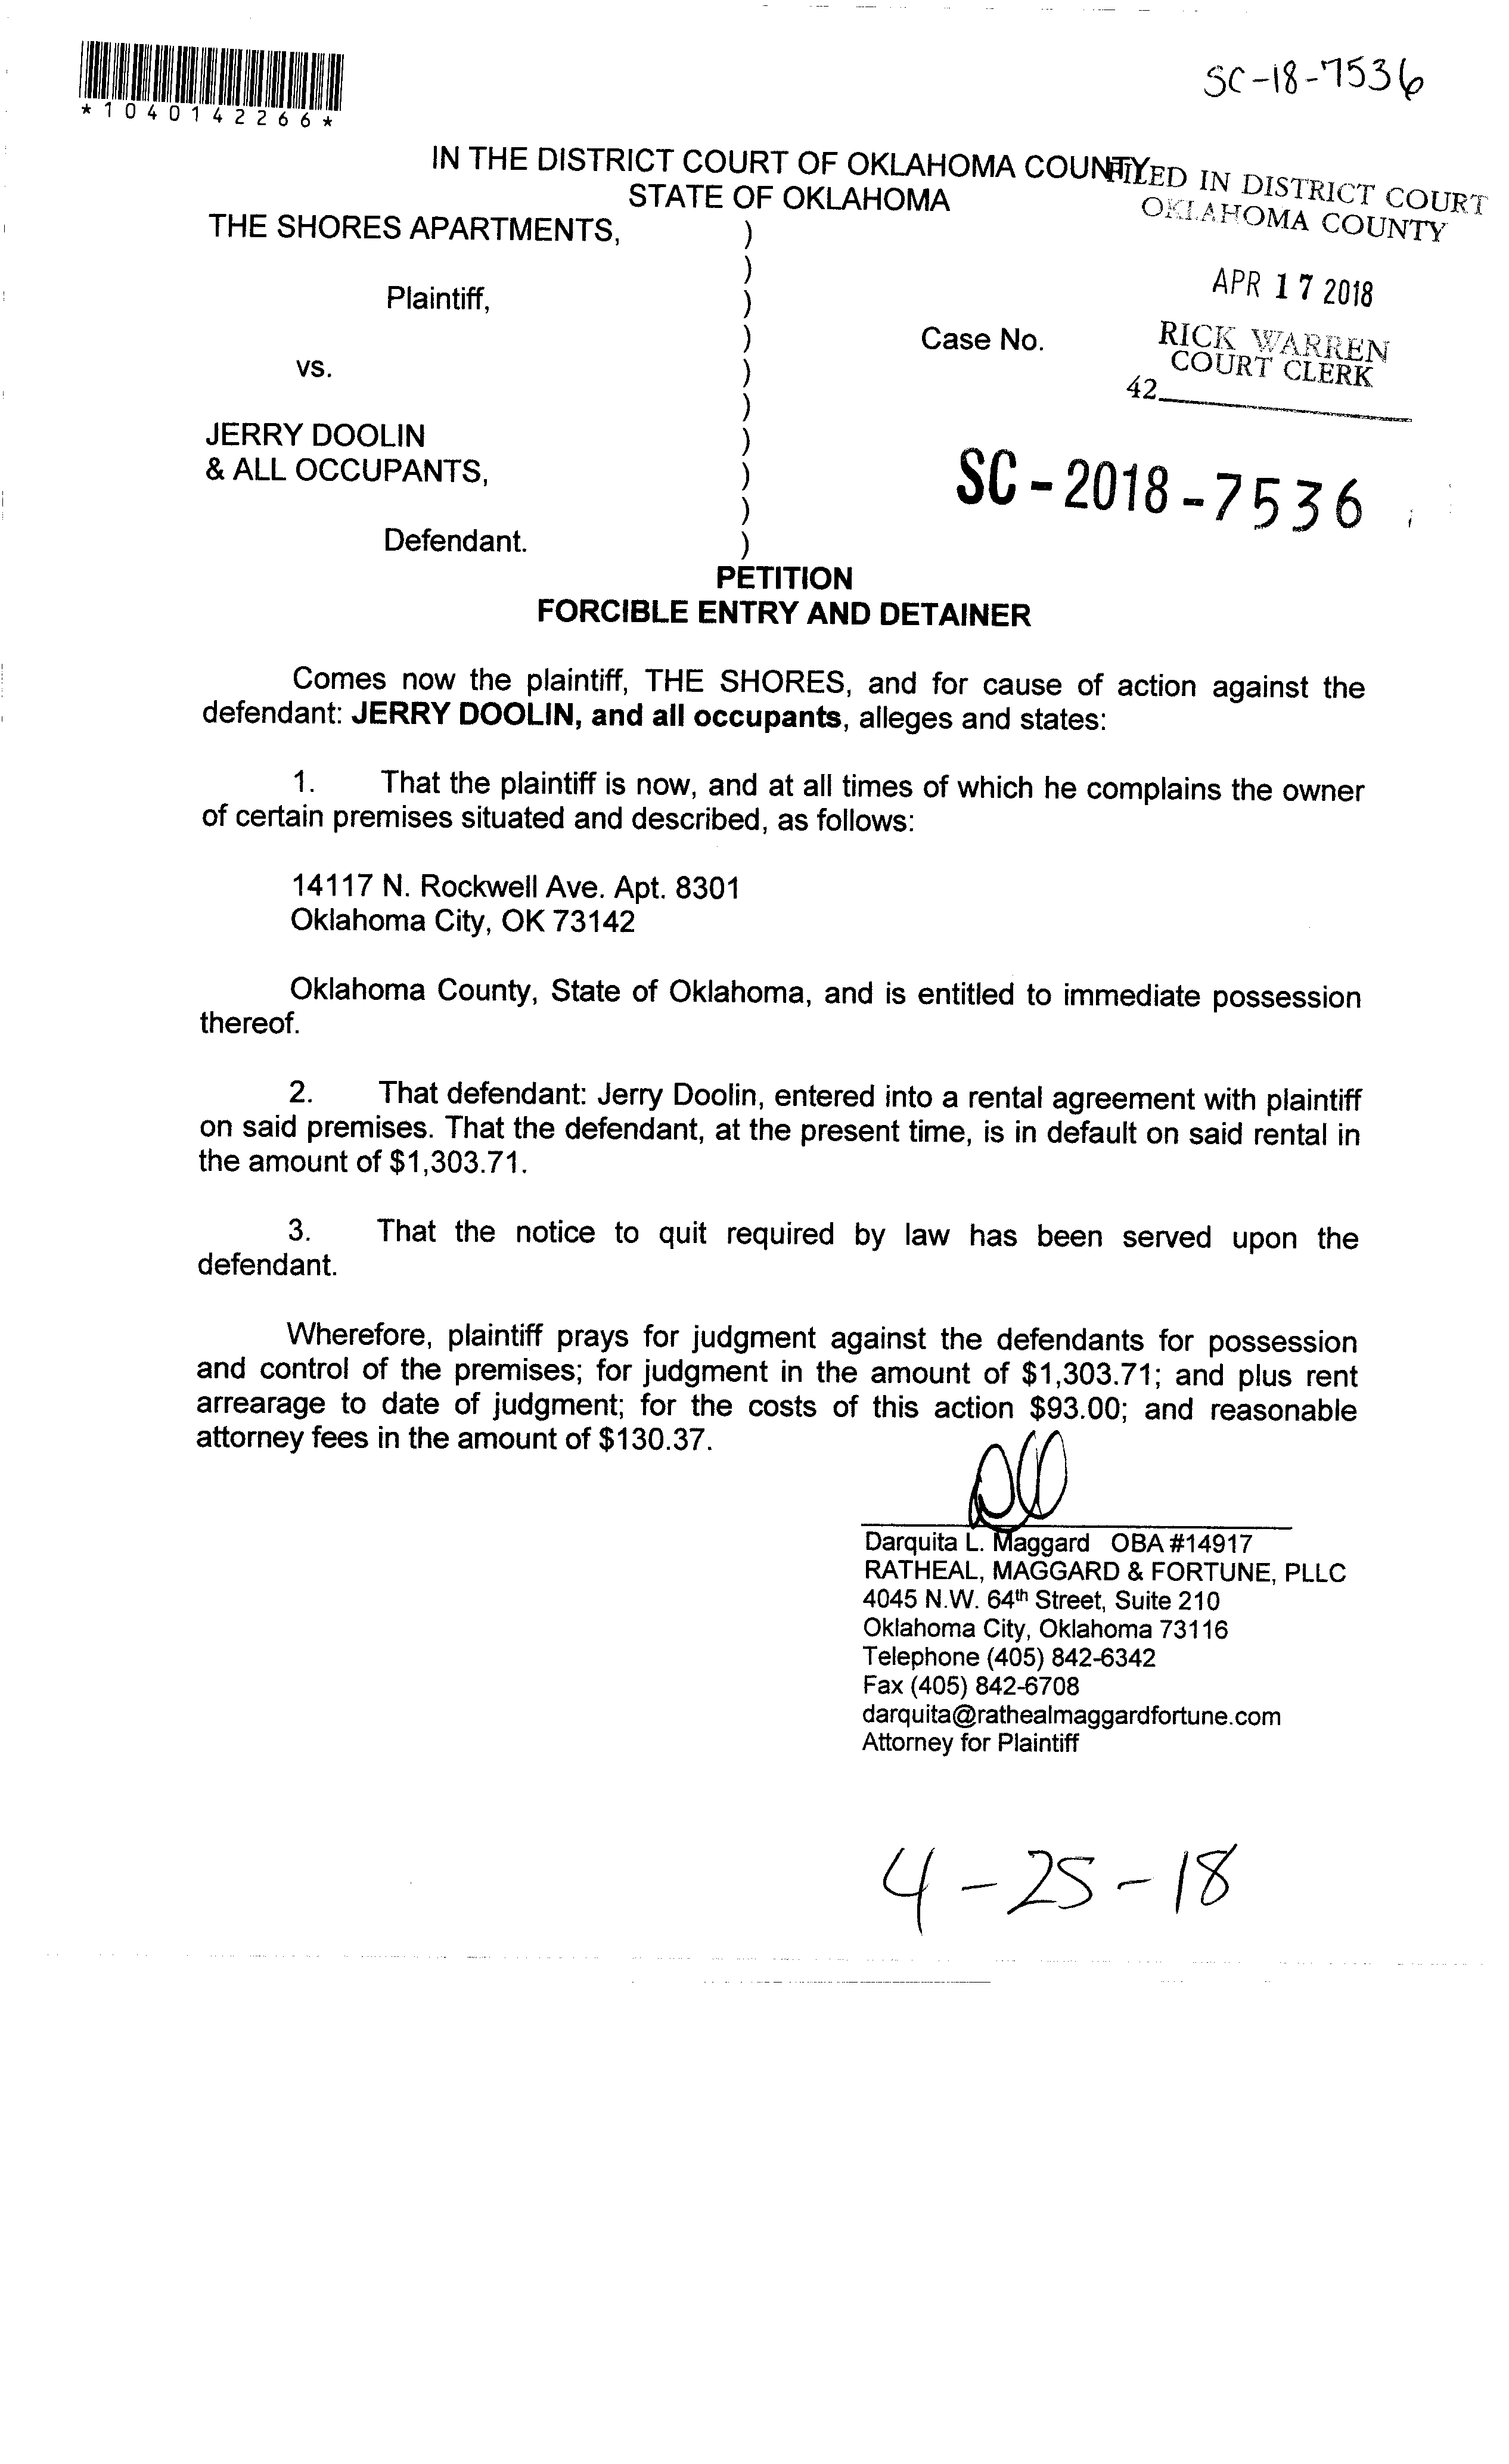 SC-18-7536
*1040142266*
IN THE DISTRICT COURT OF OKLAHOMA COUNTY
STATE OF OKLAHOMA
FILED IN DISTRICT COURT
OKLAHOMA COUNTY
THE SHORES APARTMENTS, )
)
APR 17 2018
Plaintiff, )
Case No. )
RICK WARREN
COURT CLERK
vs. )
42
)
JERRY DOOLIN )
& ALL OCCUPANTS, )
SC-2018-7536
)
Defendant. )
PETITION
FORCIBLE ENTRY AND DETAINER
Comes now the plaintiff, THE SHORES, and for cause of action against the
defendant: JERRY DOOLIN, and all occupants, alleges and states:
1. That the plaintiff is now, and at all times of which he complains the owner
of certain premises situated and described, as follows:
14117 N. Rockwell Ave. Apt. 8301
Oklahoma City, OK 73142
Oklahoma County, State of Oklahoma, and is entitled to immediate possession
thereof.
2. That defendant: Jerry Doolin, entered into a rental agreement with plaintiff
on said premises. That the defendant, at the present time, is in default on said rental in
the amount of $1,303.71.
3. That the notice to quit required by law has been served upon the
defendant.
Wherefore, plaintiff prays for judgment against the defendants for possession
and control of the premises; for judgment in the amount of $1,303.71; and plus rent
arrearage to date of judgment; for the costs of this action $93.00; and reasonable
attorney fees in the amount of $130.37.
Darquita L. Maggard OBA #14917
RATHEAL, MAGGARD & FORTUNE, PLLC
4045 N.W. 64th Street, Suite 210
Oklahoma City, Oklahoma 73116
Telephone (405) 842-6342
Fax (405) 842-6708
darquita@rathealmaggardfortune.com
Attorney for Plaintiff
4-25-18